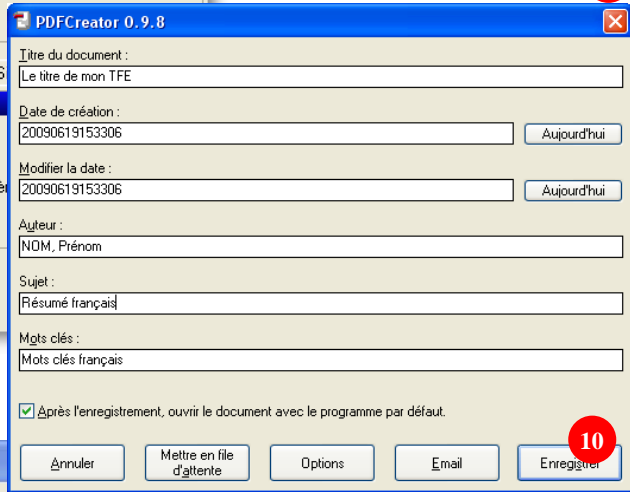 PDFCreator 0.9.8
Titre du document :
Le titre de mon TFE
Date de création :
20090619153306
Aujourd'hui
Modifier la date :
20090619153306
Aujourd'hui
Auteur :
NOM, Prénom
Sujet :
Résumé français
Mots clés :
Mots clés français
Après l'enregistrement, ouvrir le document avec le programme par défaut.
10
Annuler
Mettre en file
d'attente
Options
Email
Enregistrer